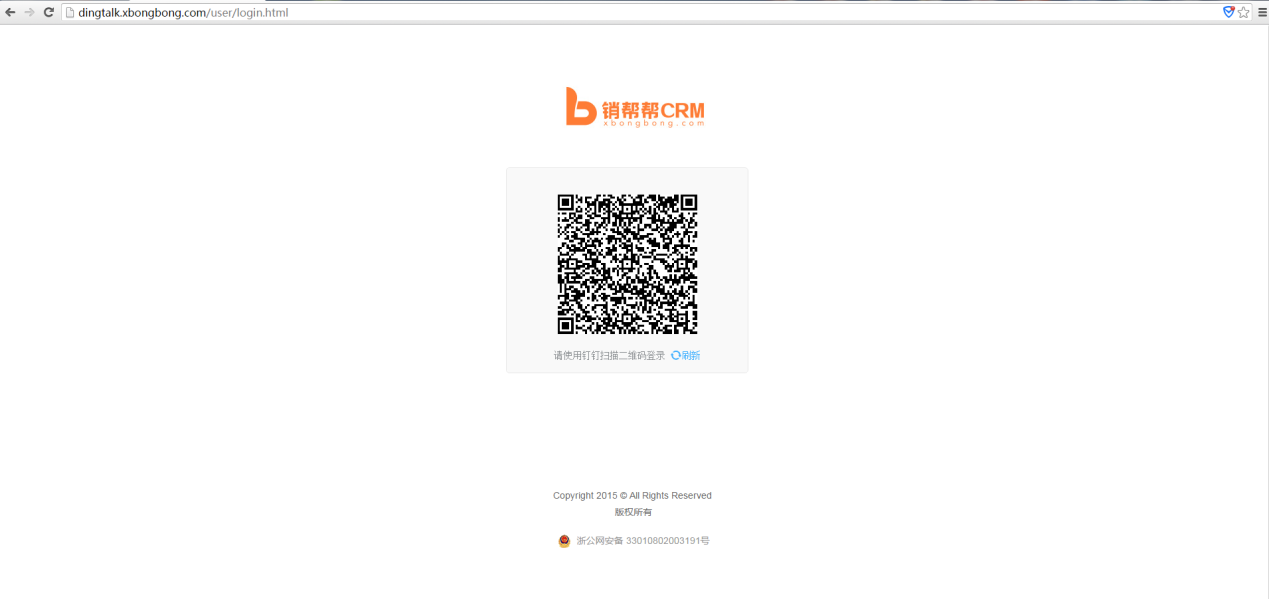 dingtalk.xbongbong.com/user/login.html
销帮帮CRM
xbongbong.com
请使用钉钉扫描二维码登录 刷新
Copyright 2015 © All Rights Reserved
版权所有
浙公网安备 33010802003191号